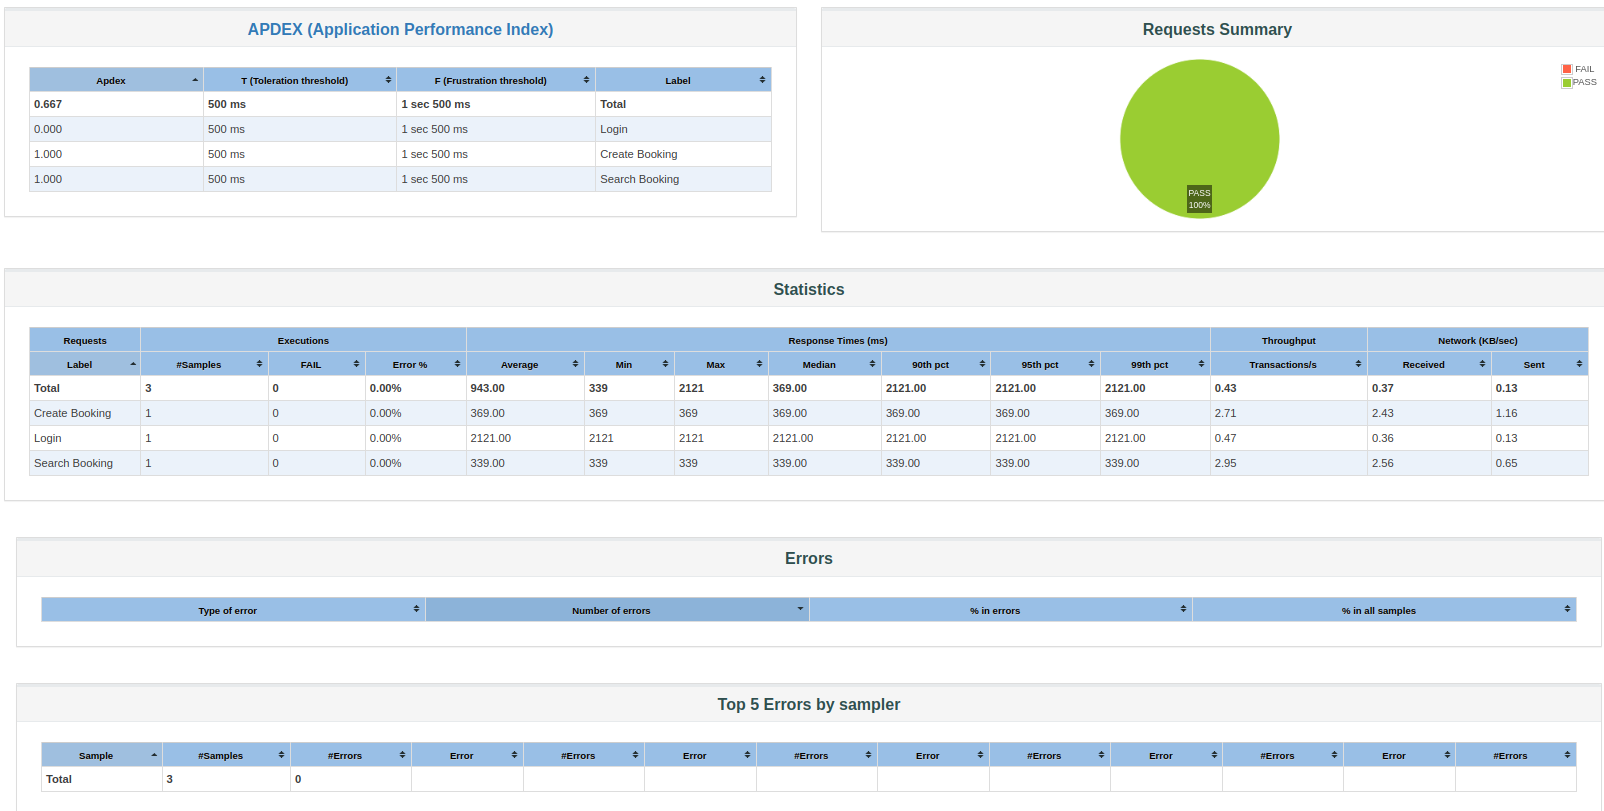 APDEX (Application Performance Index)
Apdex T (Toleration threshold) F (Frustration threshold) Label
0.667 500 ms 1 sec 500 ms Total
0.000 500 ms 1 sec 500 ms Login
1.000 500 ms 1 sec 500 ms Create Booking
1.000 500 ms 1 sec 500 ms Search Booking
Requests Summary
FAIL
PASS
PASS
100%
Statistics
Requests Executions Response Times (ms) Throughput Network (KB/sec)
Label #Samples FAIL Error % Average Min Max Median 90th pct 95th pct 99th pct Transactions/s Received Sent
Total 3 0 0.00% 943.00 339 2121 369.00 2121.00 2121.00 2121.00 0.43 0.37 0.13
Create Booking 1 0 0.00% 369.00 369 369 369.00 369.00 369.00 369.00 2.71 2.43 1.16
Login 1 0 0.00% 2121.00 2121 2121 2121.00 2121.00 2121.00 2121.00 0.47 0.36 0.13
Search Booking 1 0 0.00% 339.00 339 339 339.00 339.00 339.00 339.00 2.95 2.56 0.65
Errors
Type of error Number of errors % in errors % in all samples
Top 5 Errors by sampler
Sample #Samples #Errors Error #Errors Error #Errors Error #Errors Error #Errors Error #Errors
Total 3 0